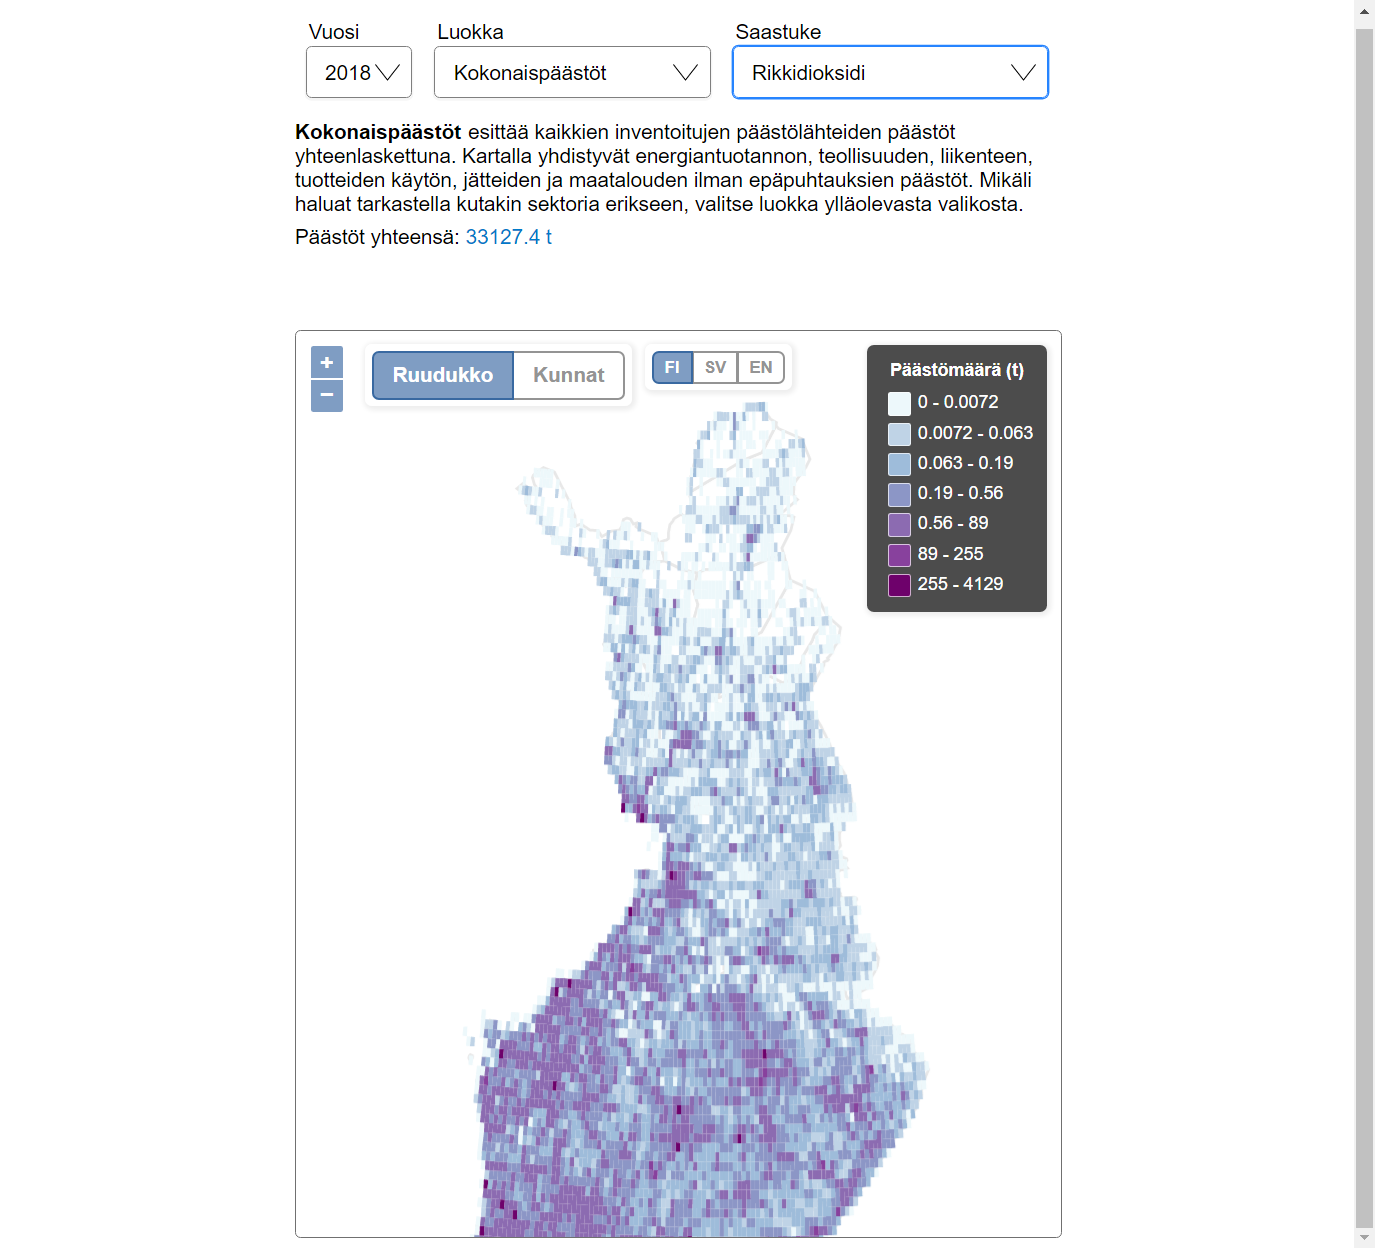 Vuosi
Luokka
Saastuke
2018
Kokonaispäästöt
Rikkidioksidi
Kokonaispäästöt esittää kaikkien inventoitujen päästölähteiden päästöt
yhteenlaskettuna. Kartalla yhdistyvät energiantuotannon, teollisuuden, liikenteen,
tuotteiden käytön, jätteiden ja maatalouden ilman epäpuhtauksien päästöt. Mikäli
haluat tarkastella kutakin sektoria erikseen, valitse luokka ylläolevasta valikosta.
Päästöt yhteensä: 33127.4 t
+
−
Ruudukko
Kunnat
FI
SV
EN
Päästömäärä (t)
0 - 0.0072
0.0072 - 0.063
0.063 - 0.19
0.19 - 0.56
0.56 - 89
89 - 255
255 - 4129